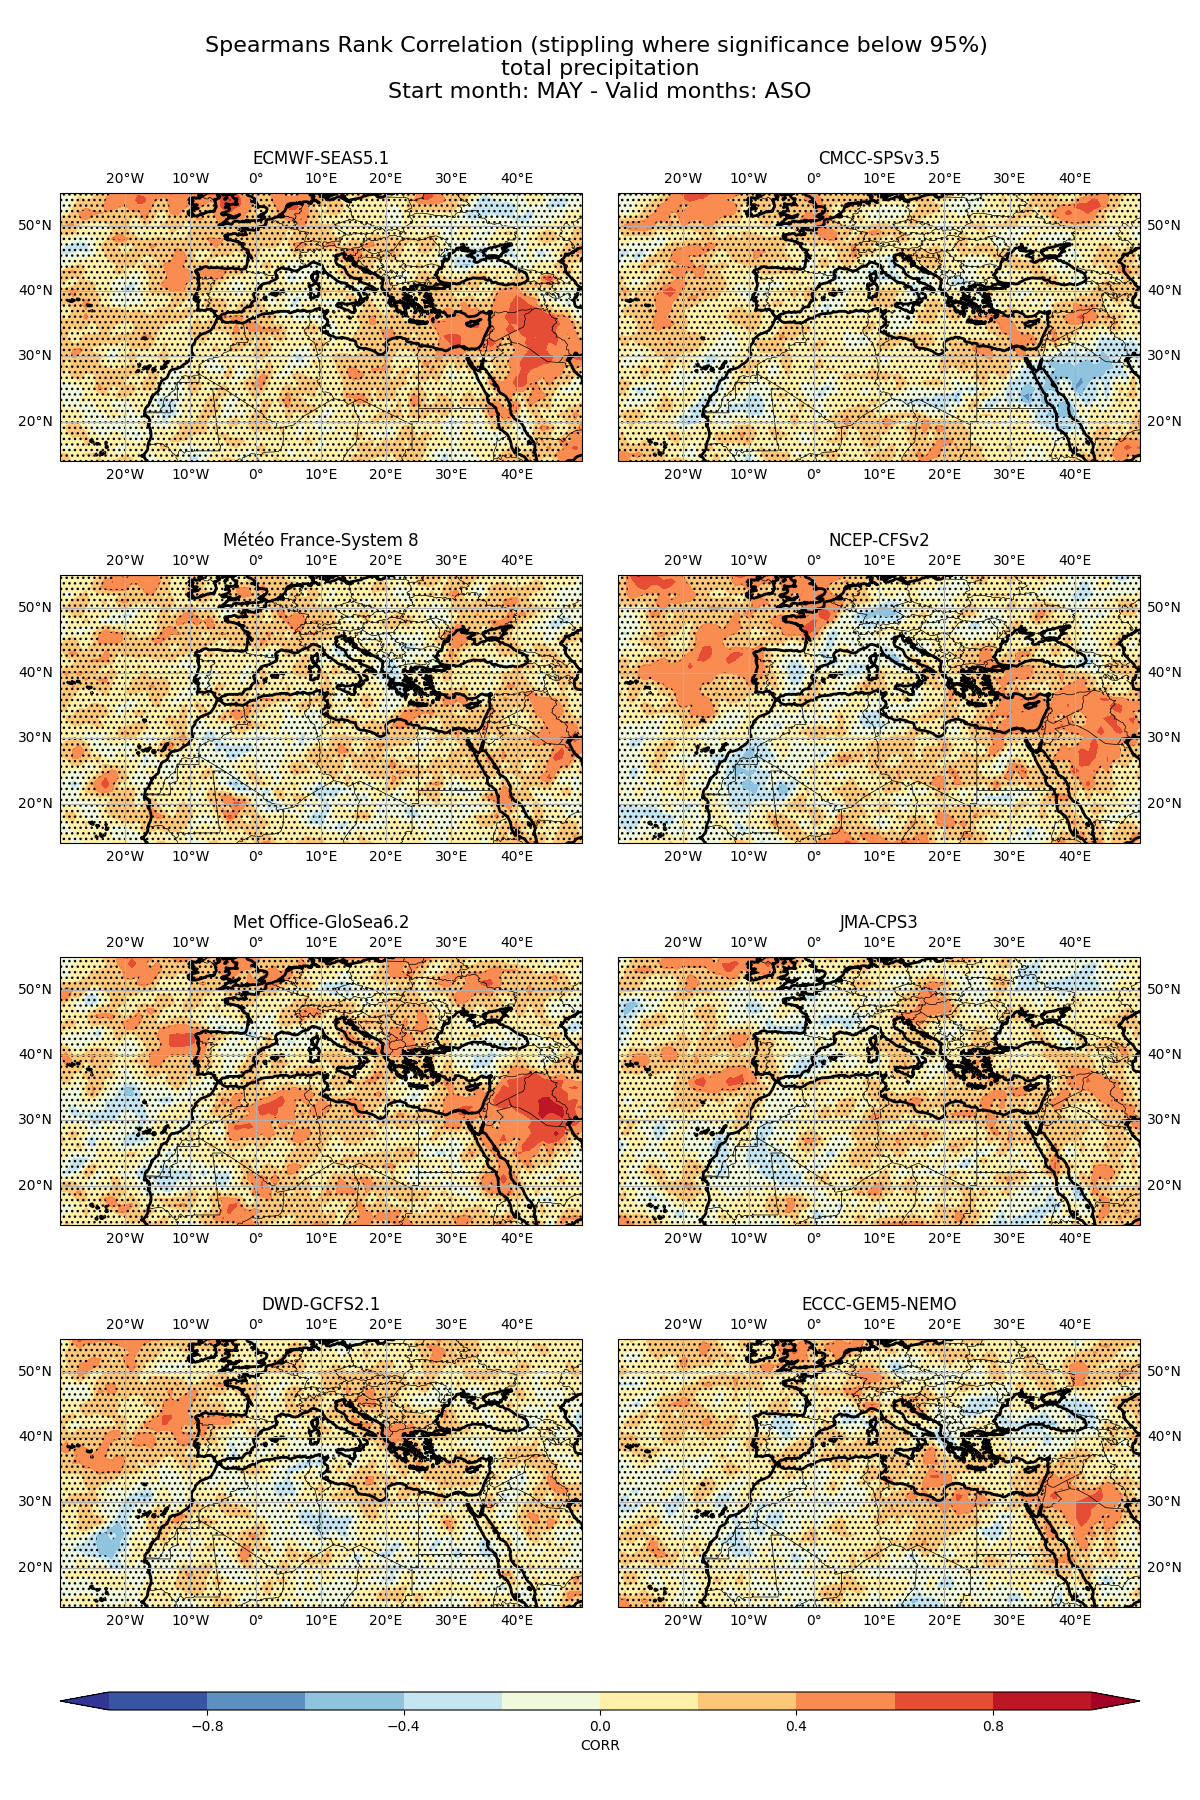 Spearmans Rank Correlation (stippling where significance below 95%)
total precipitation
Start month: MAY - Valid months: ASO
ECMWF-SEAS5.1 CMCC-SPSv3.5
20°W 10°W 0° 10°E 20°E 30°E 40°E 20°W 10°W 0° 10°E 20°E 30°E 40°E
50°N 50°N
40°N 40°N
30°N 30°N
20°N 20°N
20°W 10°W 0° 10°E 20°E 30°E 40°E 20°W 10°W 0° 10°E 20°E 30°E 40°E
Météo France-System 8 NCEP-CFSv2
20°W 10°W 0° 10°E 20°E 30°E 40°E 20°W 10°W 0° 10°E 20°E 30°E 40°E
50°N 50°N
40°N 40°N
30°N 30°N
20°N 20°N
20°W 10°W 0° 10°E 20°E 30°E 40°E 20°W 10°W 0° 10°E 20°E 30°E 40°E
Met Office-GloSea6.2 JMA-CPS3
20°W 10°W 0° 10°E 20°E 30°E 40°E 20°W 10°W 0° 10°E 20°E 30°E 40°E
50°N 50°N
40°N 40°N
30°N 30°N
20°N 20°N
20°W 10°W 0° 10°E 20°E 30°E 40°E 20°W 10°W 0° 10°E 20°E 30°E 40°E
DWD-GCFS2.1 ECCC-GEM5-NEMO
20°W 10°W 0° 10°E 20°E 30°E 40°E 20°W 10°W 0° 10°E 20°E 30°E 40°E
50°N 50°N
40°N 40°N
30°N 30°N
20°N 20°N
20°W 10°W 0° 10°E 20°E 30°E 40°E 20°W 10°W 0° 10°E 20°E 30°E 40°E
−0.8 −0.4 0.0 0.4 0.8
CORR